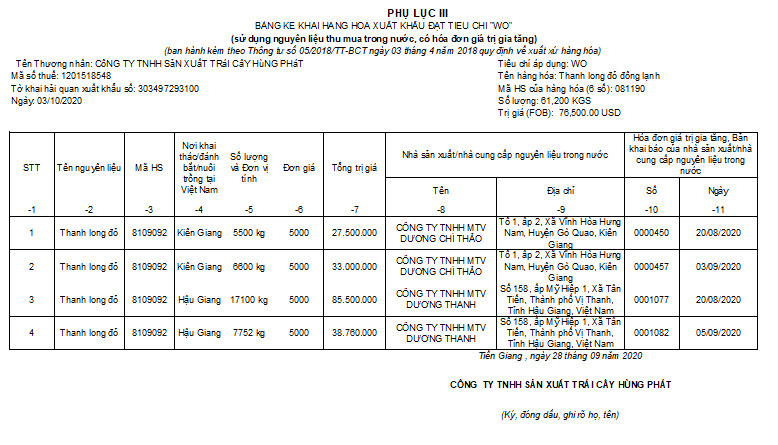 PHỤ LỤC III
BẢNG KÊ KHAI HÀNG HÓA XUẤT KHẨU ĐẠT TIÊU CHÍ "WO"
(sử dụng nguyên liệu thu mua trong nước, có hóa đơn giá trị gia tăng)
(ban hành kèm theo Thông tư số 05/2018/TT-BCT ngày 03 tháng 4 năm 2018 quy định về xuất xứ hàng hóa)
Tên Thương nhân: CôNG TY TNHH SảN XUấT TRáI CâY HùNG PHáT
Tiêu chí áp dụng: WO
Mã số thuế: 1201518548
Tên hàng hóa: Thanh long đỏ đông lạnh
Tờ khai hải quan xuất khẩu số: 303497293100
Mã HS của hàng hóa (6 số): 081190
Ngày: 03/10/2020
Số lượng: 61,200 KGS
Trị giá (FOB): 76,500.00 USD
STT
Tên nguyên liệu
Mã HS
Nơi khai
thác/đánh
bắt/nuôi
trồng tại
Việt Nam
Số lượng
và Đơn vị
tính
Đơn giá
Tổng trị giá
Nhà sản xuất/nhà cung cấp nguyên liệu trong nước
Hóa đơn giá trị gia tăng, Bản
khai báo của nhà sản xuất/nhà
cung cấp nguyên liệu trong
nước
Tên
Địa chỉ
Số
Ngày
-1 -2 -3 -4 -5 -6 -7 -8 -9 -10 -11
1 Thanh long đỏ 8109092 Kiên Giang 5500 kg 5000 27.500.000
CÔNG TY TNHH MTV
DƯƠNG CHÍ THẢO
Tổ 1, ấp 2, Xã Vĩnh Hòa Hưng
Nam, Huyện Gò Quao, Kiên
Giang
0000450 20/08/2020
2 Thanh long đỏ 8109092 Kiên Giang 6600 kg 5000 33.000.000
CÔNG TY TNHH MTV
DƯƠNG CHÍ THẢO
Tổ 1, ấp 2, Xã Vĩnh Hòa Hưng
Nam, Huyện Gò Quao, Kiên
Giang
0000457 03/09/2020
3 Thanh long đỏ 8109092 Hậu Giang 17100 kg 5000 85.500.000
CÔNG TY TNHH MTV
DƯƠNG THANH
Số 158, ấp Mỹ Hiệp 1, Xã Tân
Tiến, Thành phố Vị Thanh,
Tỉnh Hậu Giang, Việt Nam
0001077 20/08/2020
4 Thanh long đỏ 8109092 Hậu Giang 7752 kg 5000 38.760.000
CÔNG TY TNHH MTV
DƯƠNG THANH
Số 158, ấp Mỹ Hiệp 1, Xã Tân
Tiến, Thành phố Vị Thanh,
Tỉnh Hậu Giang, Việt Nam
0001082 05/09/2020
Tiền Giang , ngày 28 tháng 09 năm 2020
CÔNG TY TNHH SẢN XUẤT TRÁI CÂY HÙNG PHÁT
(Ký, đóng dấu, ghi rõ họ, tên)